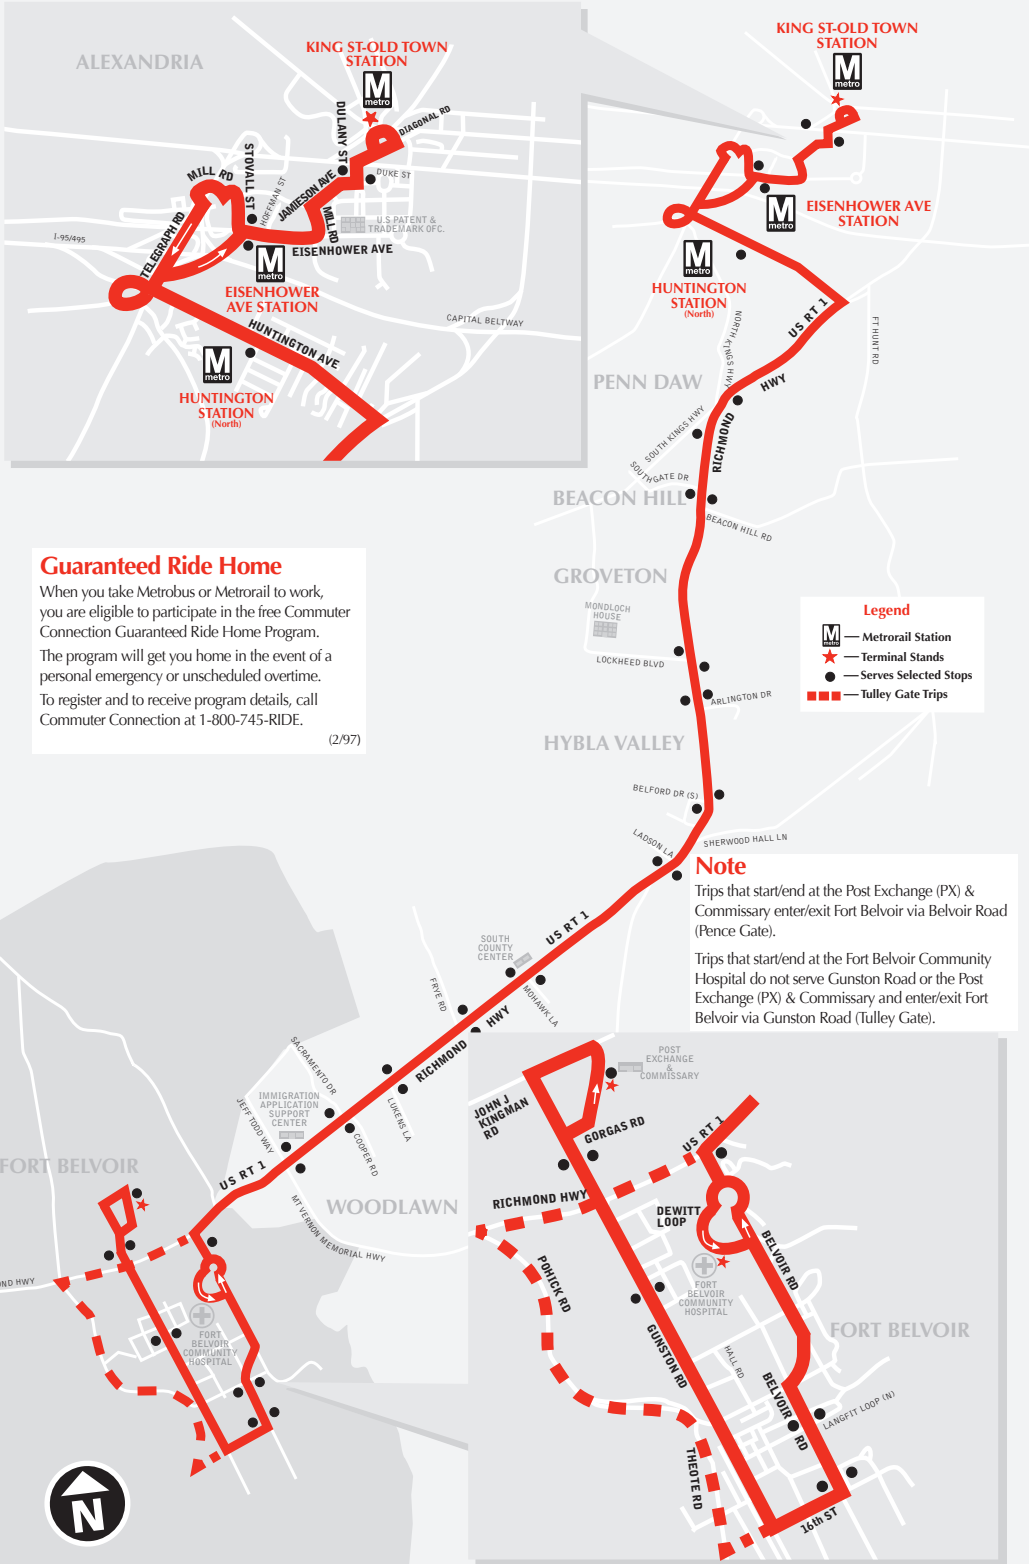 ALEXANDRIA
KING ST-OLD TOWN
STATION
M
metro
DULANY ST
DIAGONAL RD
STOVALL ST
MILL RD
HOFFMAN ST
JAMIESON AVE
DUKE ST
TELEGRAPH RD
MILL RD
U.S PATENT &
TRADEMARK OFC.
I-95/495
EISENHOWER AVE
M
metro
EISENHOWER
AVE STATION
CAPITAL BELTWAY
HUNTINGTON AVE
M
metro
HUNTINGTON
STATION
(North)
KING ST-OLD TOWN
STATION
M
metro
EISENHOWER AVE
STATION
M
metro
M
metro
HUNTINGTON
STATION
(North)
US RT 1
NORTH KINGS HWY
FT HUNT RD
PENN DAW
HWY
SOUTH KINGS HWY
RICHMOND
SOUTHGATE DR
BEACON HILL
BEACON HILL RD
GROVETON
MONDLOCH
HOUSE
LOCKHEED BLVD
ARLINGTON DR
HYBLA VALLEY
BELFORD DR (S)
LADSON LA
SHERWOOD HALL LN
Guaranteed Ride Home
When you take Metrobus or Metrorail to work,
you are eligible to participate in the free Commuter
Connection Guaranteed Ride Home Program.
The program will get you home in the event of a
personal emergency or unscheduled overtime.
To register and to receive program details, call
Commuter Connection at 1-800-745-RIDE.
(2/97)
Legend
M
metro
Metrorail Station
Terminal Stands
Serves Selected Stops
Tulley Gate Trips
Note
Trips that start/end at the Post Exchange (PX) &
Commissary enter/exit Fort Belvoir via Belvoir Road
(Pence Gate).
Trips that start/end at the Fort Belvoir Community
Hospital do not serve Gunston Road or the Post
Exchange (PX) & Commissary and enter/exit Fort
Belvoir via Gunston Road (Tulley Gate).
US RT 1
SOUTH
COUNTY
CENTER
FRYE RD
MOHAWK LA
HWY
RICHMOND
SACRAMENTO DR
IMMIGRATION
APPLICATION
SUPPORT
CENTER
JEFF TODD WAY
LUKENS LA
COOPER RD
FORT BELVOIR
US RT 1
WOODLAWN
MT VERNON MEMORIAL HWY
OND HWY
FORT
BELVOIR
COMMUNITY
HOSPITAL
N
POST
EXCHANGE
&
COMMISSARY
JOHN J
KINGMAN
RD
GORGAS RD
US RT 1
RICHMOND HWY
DEWITT
LOOP
BELVOIR RD
POHICK RD
FORT
BELVOIR
COMMUNITY
HOSPITAL
FORT BELVOIR
GUNSTON RD
HALL RD
BELVOIR
RD
LANGFIT LOOP (N)
THEOTE RD
16th ST